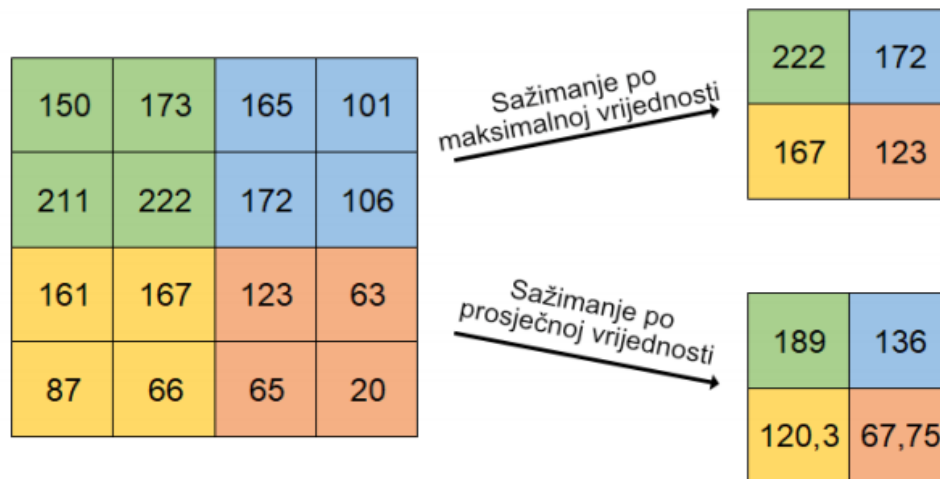 150 173 165 101
211 222 172 106
161 167 123 63
87 66 65 20
Sažimanje po
maksimalnoj vrijednosti
222 172
167 123
Sažimanje po
prosječnoj vrijednosti
189 136
120,3 67,75